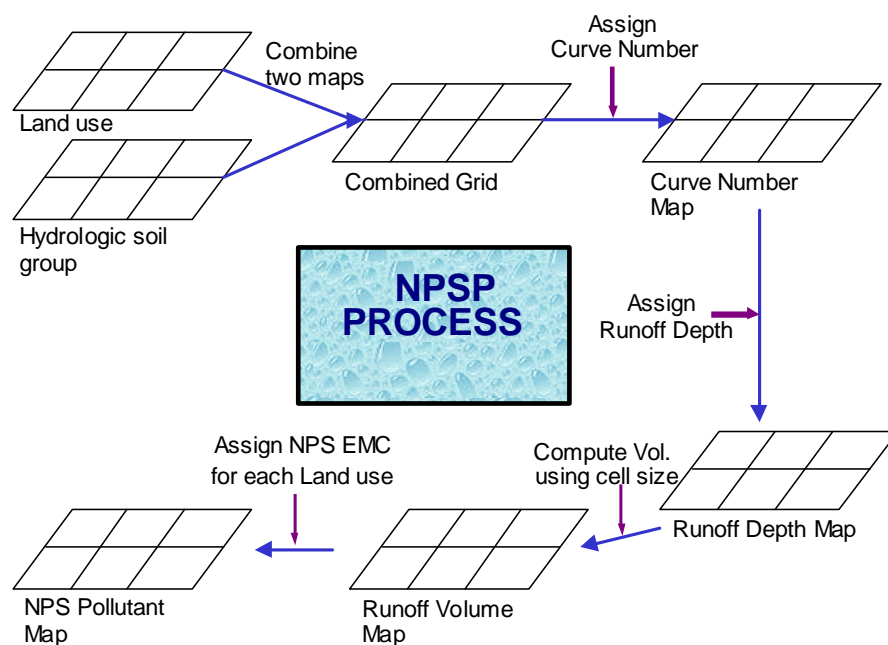 Assign
Curve Number
Combine
two maps
Land use
Combined Grid
Curve Number
Map
Hydrologic soil
group
NPSP
PROCESS
Assign
Runoff Depth
Assign NPS EMC
for each Land use
Compute Vol.
using cell size
Runoff Depth Map
NPS Pollutant
Map
Runoff Volume
Map